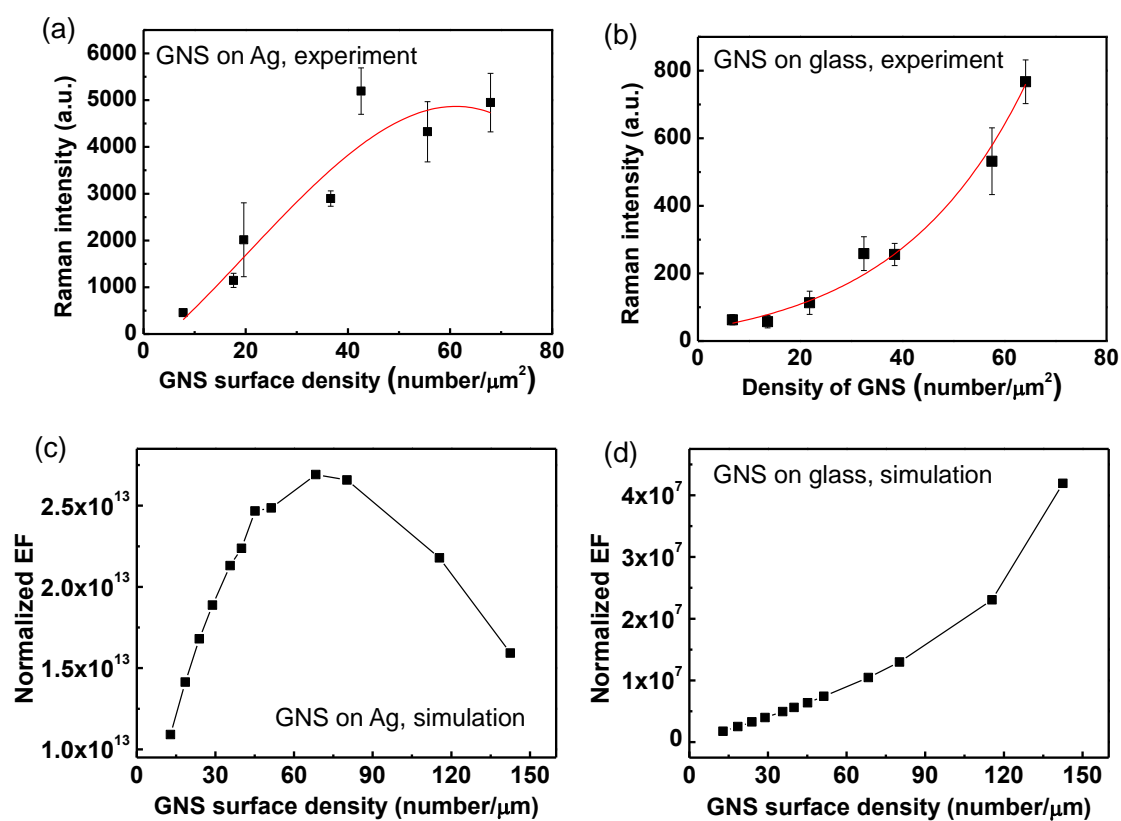 (a)
GNS on Ag, experiment
6000
5000
4000
3000
2000
1000
0
Raman intensity (a.u.)
0 20 40 60 80
GNS surface density (number/μm²)
(b)
GNS on glass, experiment
800
600
400
200
0
Raman intensity (a.u.)
0 20 40 60 80
Density of GNS (number/μm²)
(c)
2.5x10¹³
2.0x10¹³
1.5x10¹³
1.0x10¹³
Normalized EF
GNS on Ag, simulation
0 30 60 90 120 150
GNS surface density (number/μm)
(d)
GNS on glass, simulation
4x10⁷
3x10⁷
2x10⁷
1x10⁷
0
Normalized EF
0 30 60 90 120 150
GNS surface density (number/μm)